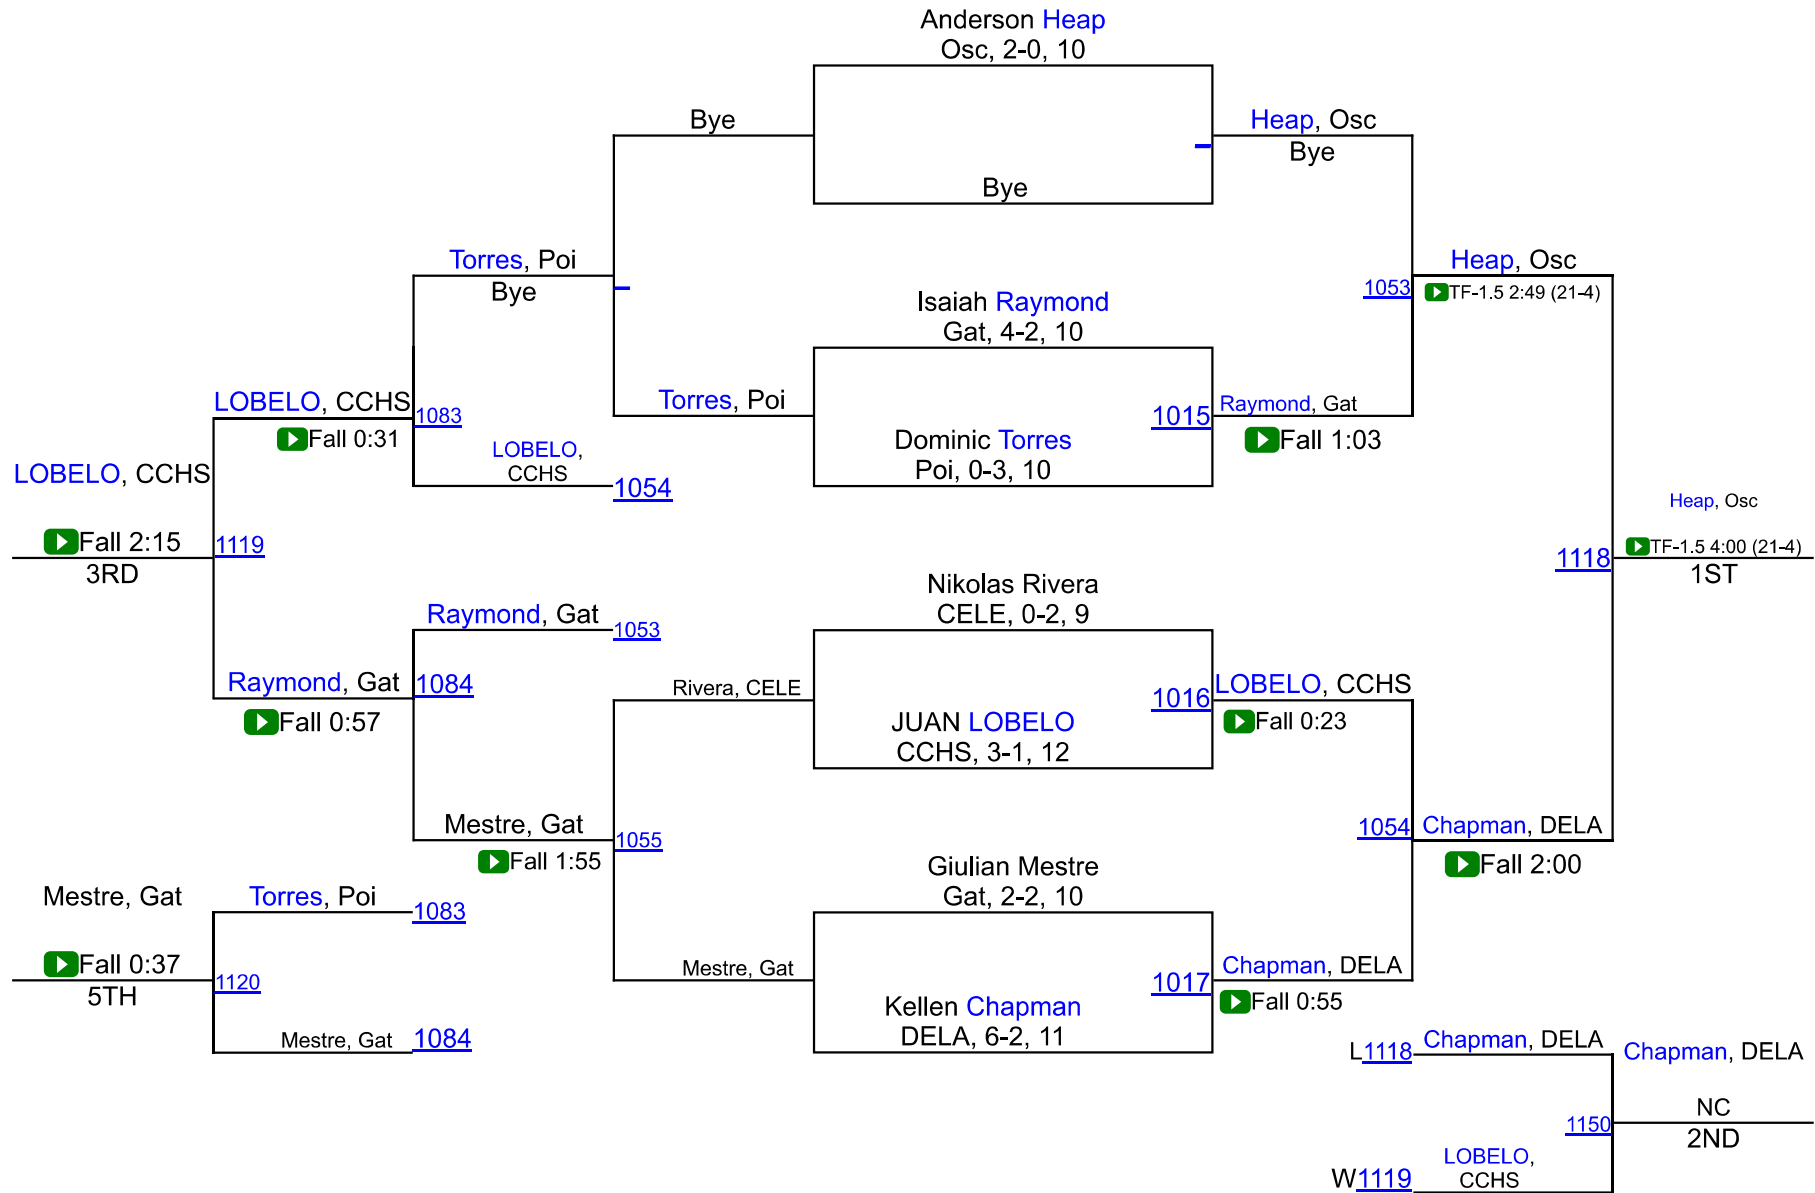 Anderson Heap
Osc, 2-0, 10
Bye
Heap, Osc
Bye
Bye
Torres, Poi
Bye
Heap, Osc
1053
TF-1.5 2:49 (21-4)
Isaiah Raymond
Gat, 4-2, 10
LOBELO, CCHS
1083
Fall 0:31
Torres, Poi
1015
Raymond, Gat
Fall 1:03
Dominic Torres
Poi, 0-3, 10
LOBELO,
CCHS
1054
LOBELO, CCHS
Fall 2:15
1119
3RD
Heap, Osc
1118
TF-1.5 4:00 (21-4)
1ST
Nikolas Rivera
CELE, 0-2, 9
Raymond, Gat
1053
Raymond, Gat
1084
Fall 0:57
Rivera, CELE
1016
LOBELO, CCHS
Fall 0:23
JUAN LOBELO
CCHS, 3-1, 12
Mestre, Gat
1055
Fall 1:55
1054
Chapman, DELA
Fall 2:00
Giulian Mestre
Gat, 2-2, 10
Mestre, Gat
Torres, Poi
1083
Fall 0:37
1120
5TH
Mestre, Gat
1017
Chapman, DELA
Fall 0:55
Kellen Chapman
DELA, 6-2, 11
Mestre, Gat
1084
L1118
Chapman, DELA
Chapman, DELA
NC
1150
2ND
LOBELO,
CCHS
W1119